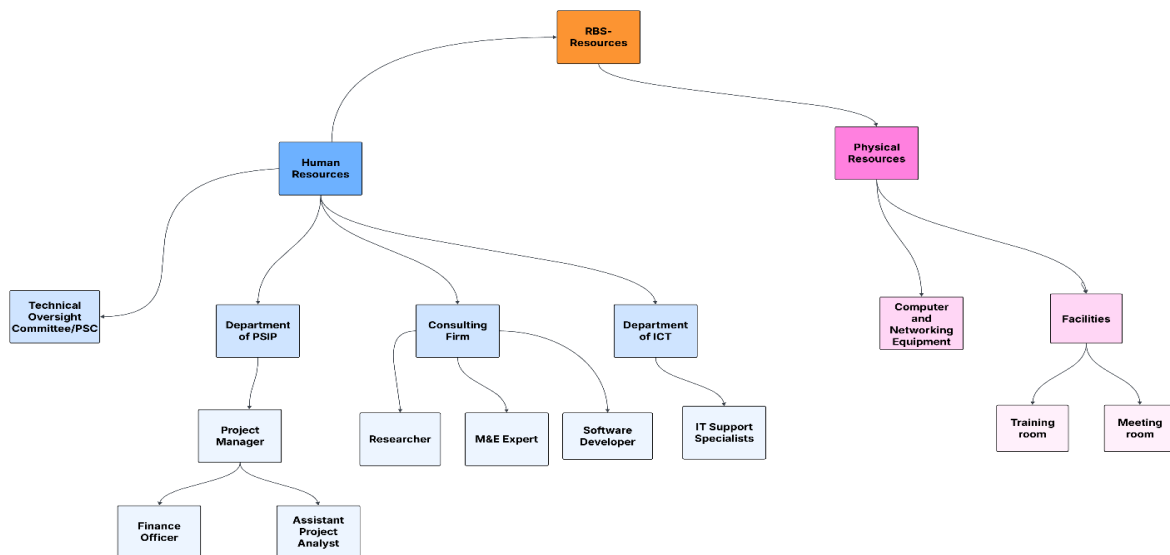 RBS-
Resources
Human
Resources
Physical
Resources
Technical
Oversight
Committee/PSC
Department
of PSIP
Consulting
Firm
Department
of ICT
Computer
and
Networking
Equipment
Facilities
Project
Manager
Researcher
M&E Expert
Software
Developer
IT Support
Specialists
Training
room
Meeting
room
Finance
Officer
Assistant
Project
Analyst